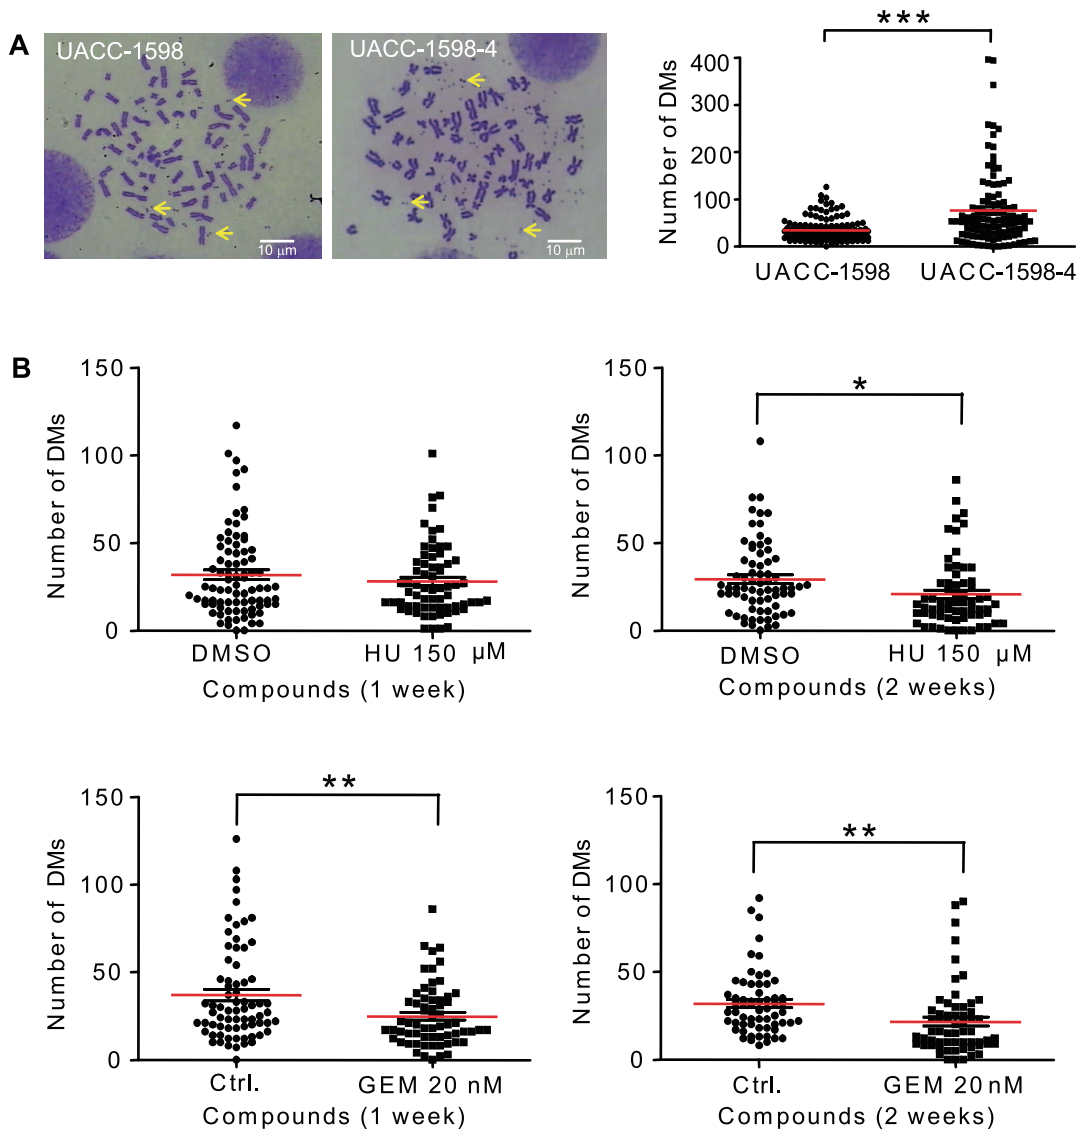 A
UACC-1598
10 µm
UACC-1598-4
10 µm
***
Number of DMs
400
300
200
100
0
UACC-1598
UACC-1598-4
B
Number of DMs
150
100
50
0
DMSO
HU 150 µM
Compounds (1 week)
*
Number of DMs
150
100
50
0
DMSO
HU 150 µM
Compounds (2 weeks)
**
Number of DMs
150
100
50
0
Ctrl.
GEM 20 nM
Compounds (1 week)
**
Number of DMs
150
100
50
0
Ctrl.
GEM 20 nM
Compounds (2 weeks)